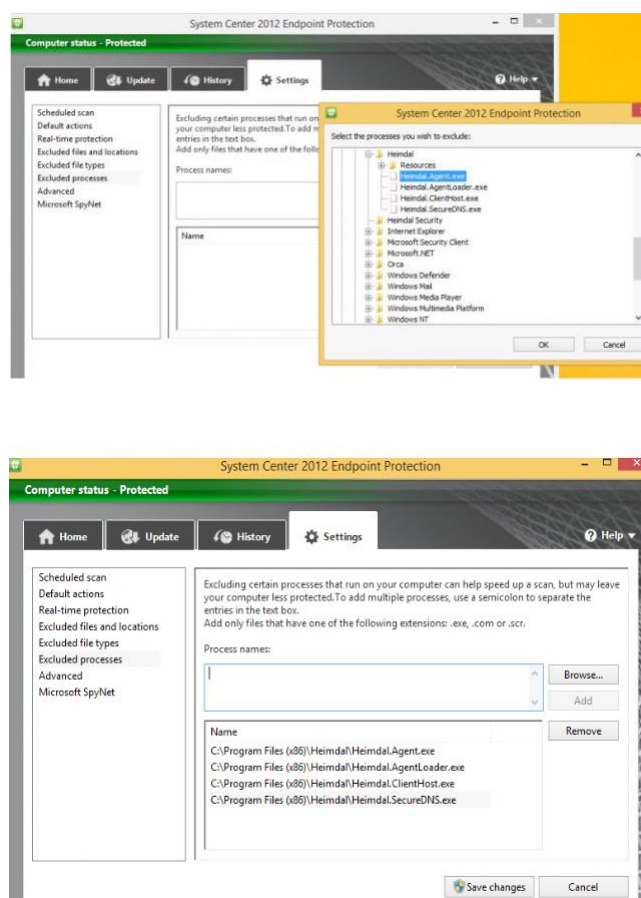 System Center 2012 Endpoint Protection
Computer status - Protected
Home
Update
History
Settings
Help
Scheduled scan
Default actions
Real-time protection
Excluded files and locations
Excluded file types
Excluded processes
Advanced
Microsoft SpyNet
Excluding certain processes that run on
your computer less protected.To add m
entries in the text box.
Add only files that have one of the follo
Process names:
Name
System Center 2012 Endpoint Protection
Select the processes you wish to exclude:
Heimdal
Resources
Heimdal.Agent.exe
Heimdal.AgentLoader.exe
Heimdal.ClientHost.exe
Heimdal.SecureDNS.exe
Heimdal Security
Internet Explorer
Microsoft Security Client
Microsoft.NET
Orca
Windows Defender
Windows Mail
Windows Media Player
Windows Multimedia Platform
Windows NT
OK
Cancel
System Center 2012 Endpoint Protection
Computer status - Protected
Home
Update
History
Settings
Help
Scheduled scan
Default actions
Real-time protection
Excluded files and locations
Excluded file types
Excluded processes
Advanced
Microsoft SpyNet
Excluding certain processes that run on your computer can help speed up a scan, but may leave
your computer less protected.To add multiple processes, use a semicolon to separate the
entries in the text box.
Add only files that have one of the following extensions: .exe, .com or .scr.
Process names:
Browse...
Add
Name
Remove
C:\Program Files (x86)\Heimdal\Heimdal.Agent.exe
C:\Program Files (x86)\Heimdal\Heimdal.AgentLoader.exe
C:\Program Files (x86)\Heimdal\Heimdal.ClientHost.exe
C:\Program Files (x86)\Heimdal\Heimdal.SecureDNS.exe
Save changes
Cancel